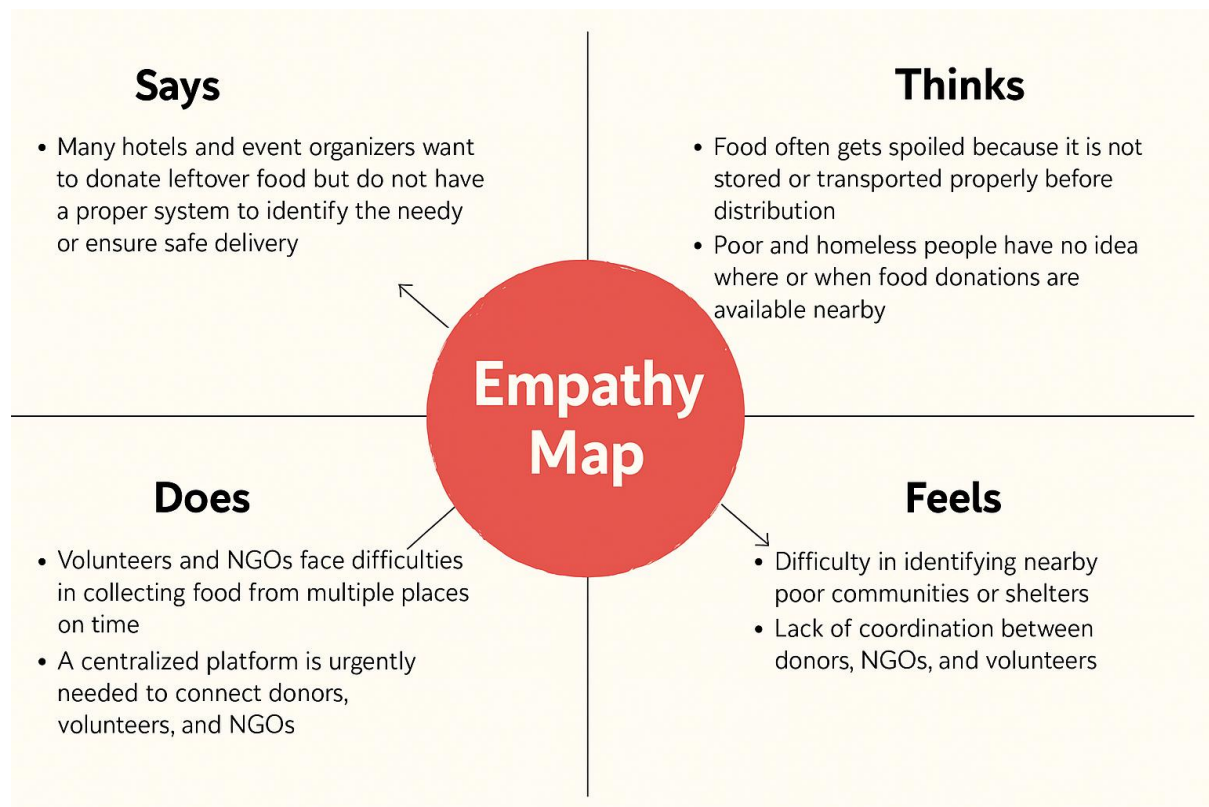 Says
• Many hotels and event organizers want
to donate leftover food but do not have
a proper system to identify the needy
or ensure safe delivery
Thinks
• Food often gets spoiled because it is not
stored or transported properly before
distribution
• Poor and homeless people have no idea
where or when food donations are
available nearby
Empathy
Map
Does
• Volunteers and NGOs face difficulties
in collecting food from multiple places
on time
• A centralized platform is urgently
needed to connect donors,
volunteers, and NGOs
Feels
• Difficulty in identifying nearby
poor communities or shelters
• Lack of coordination between
donors, NGOs, and volunteers